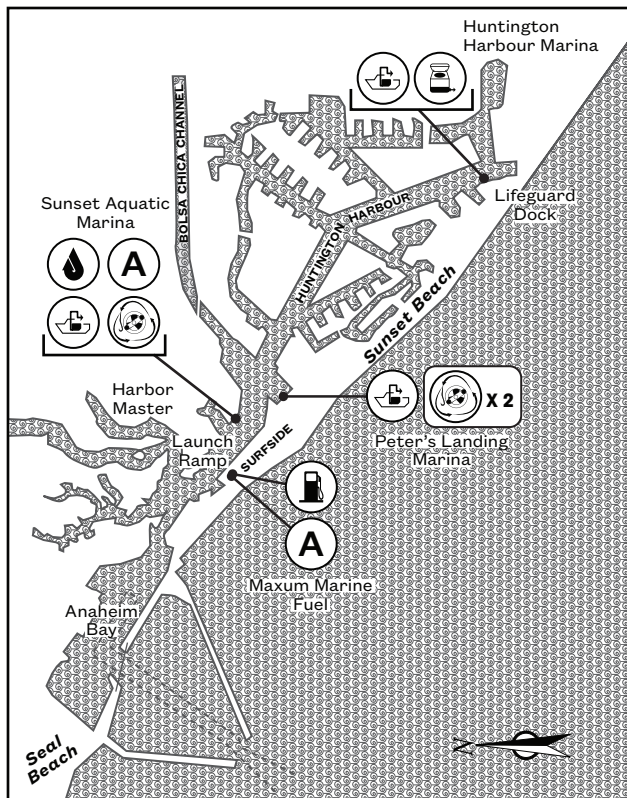 Huntington
Harbour Marina
BOLSA CHICA CHANNEL
Sunset Aquatic
Marina
A
HUNTINGTON HARBOUR
Lifeguard
Dock
Sunset Beach
Harbor
Master
X 2
Launch
Ramp
SURFSIDE
Peter's Landing
Marina
A
Maxum Marine
Fuel
Anaheim
Bay
Seal
Beach
N